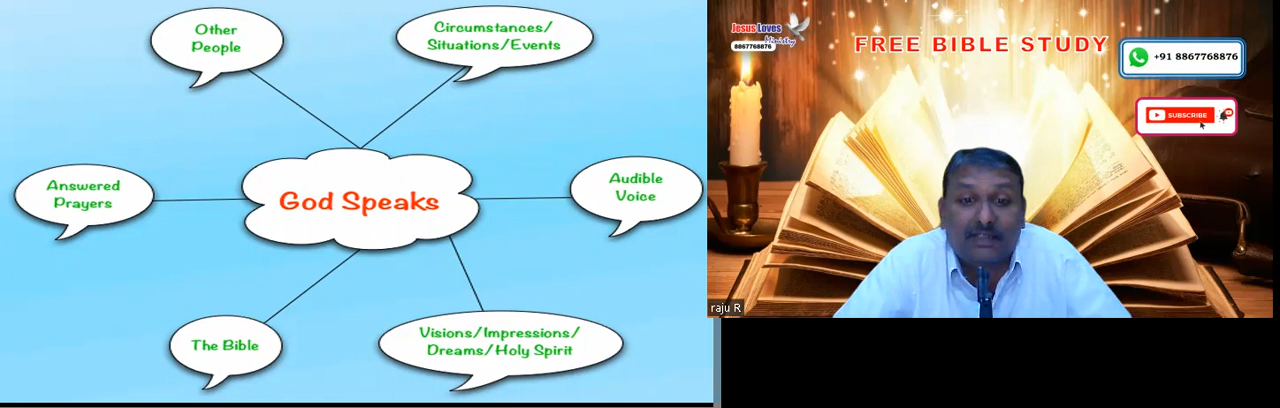 Other
People
Circumstances/
Situations/Events
Answered
Prayers
God Speaks
Audible
Voice
The Bible
Visions/Impressions/
Dreams/Holy Spirit
Jesus Loves
Ministry
8867768876
FREE BIBLE STUDY
+91 8867768876
SUBSCRIBE
raju R